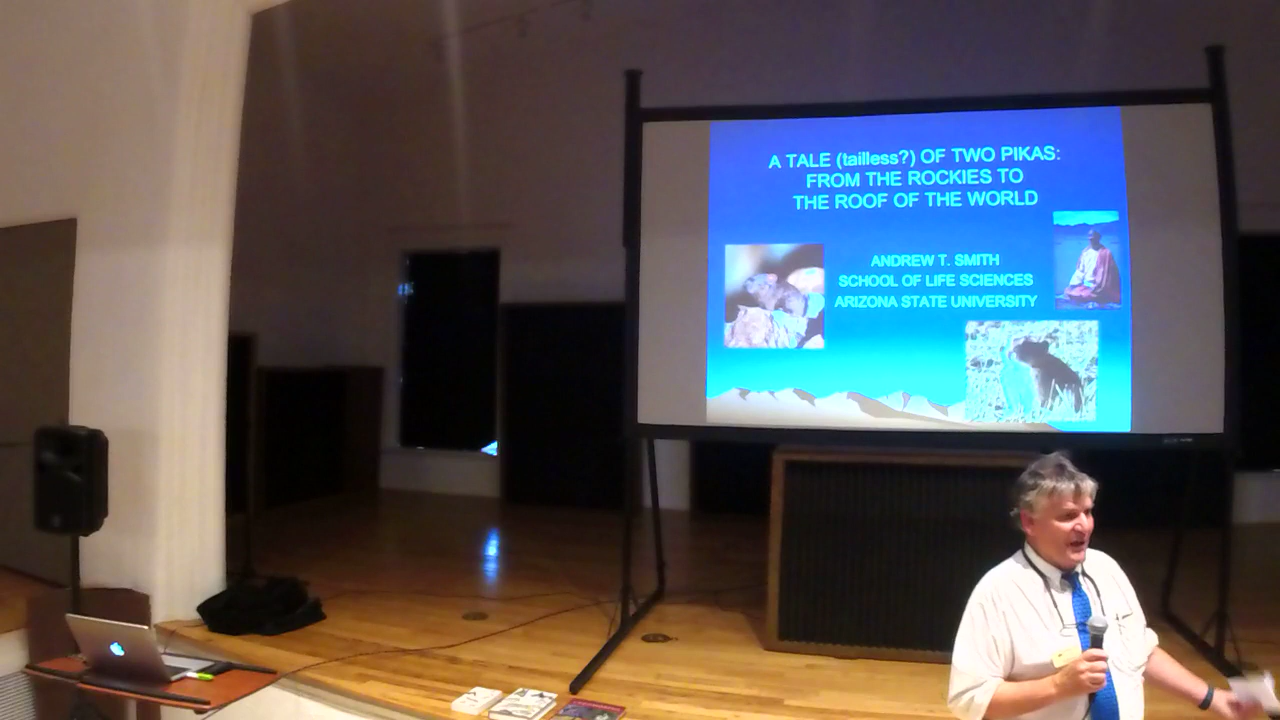 A TALE (tailless?) OF TWO PIKAS:
FROM THE ROCKIES TO
THE ROOF OF THE WORLD
ANDREW T. SMITH
SCHOOL OF LIFE SCIENCES
ARIZONA STATE UNIVERSITY